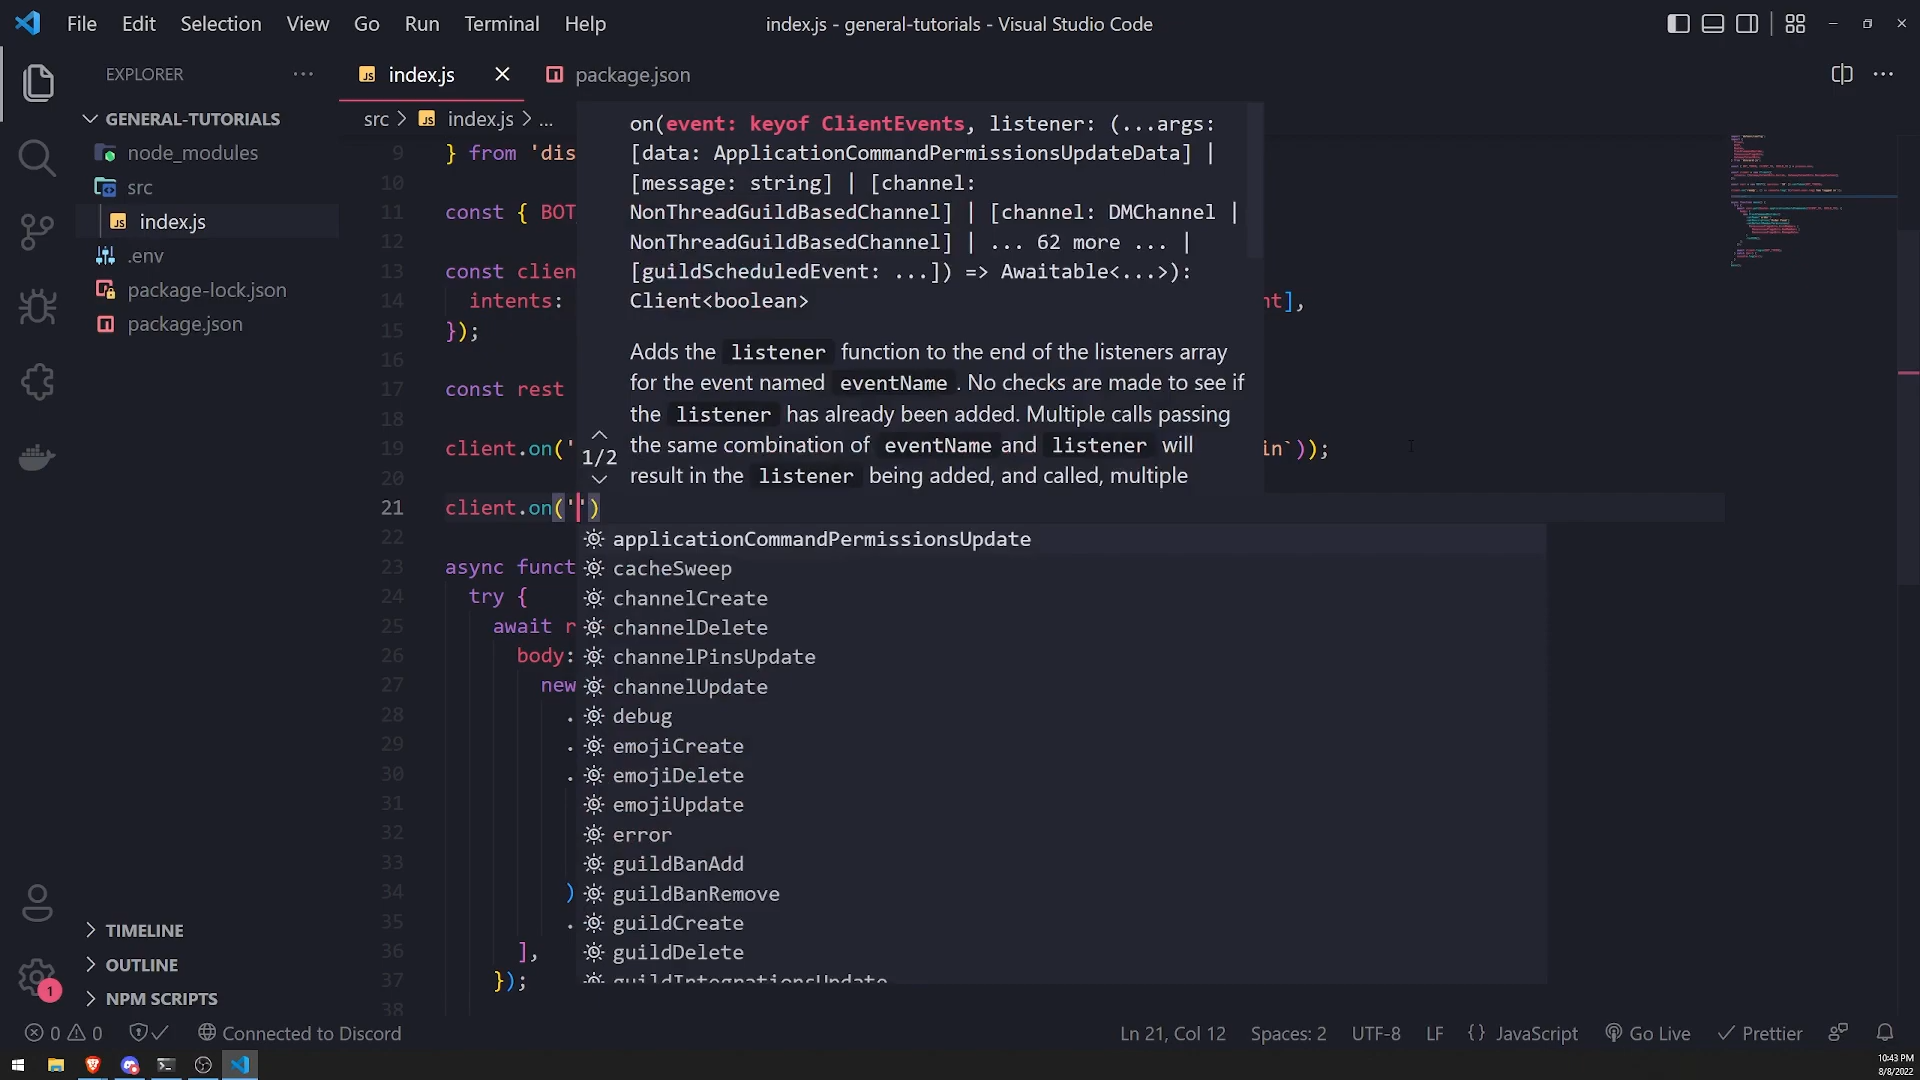 File Edit Selection View Go Run Terminal Help
index.js - general-tutorials - Visual Studio Code
EXPLORER
GENERAL-TUTORIALS
node_modules
src
index.js
.env
package-lock.json
package.json
TIMELINE
OUTLINE
NPM SCRIPTS
index.js
package.json
src > index.js > ...
9 } from 'dis
10
11 const { BOT
12
13 const clien
14 intents: nt],
15 });
16
17 const rest
18
19 client.on(' in`));
20
21 client.on('')
22
23 async funct
24 try {
25 await r
26 body:
27 new
28 .
29 .
30 .
31
32
33
34 )
35 .
36 ],
37 });
38
on(event: keyof ClientEvents, listener: (...args:
[data: ApplicationCommandPermissionsUpdateData] |
[message: string] | [channel:
NonThreadGuildBasedChannel] | [channel: DMChannel |
NonThreadGuildBasedChannel] | ... 62 more ... |
[guildScheduledEvent: ...]) => Awaitable<...>):
Client<boolean>
Adds the listener function to the end of the listeners array
for the event named eventName . No checks are made to see if
the listener has already been added. Multiple calls passing
the same combination of eventName and listener will
result in the listener being added, and called, multiple
1/2
applicationCommandPermissionsUpdate
cacheSweep
channelCreate
channelDelete
channelPinsUpdate
channelUpdate
debug
emojiCreate
emojiDelete
emojiUpdate
error
guildBanAdd
guildBanRemove
guildCreate
guildDelete
guildIntegrationsUpdate
1
0 0 Connected to Discord Ln 21, Col 12 Spaces: 2 UTF-8 LF {} JavaScript Go Live Prettier
10:43 PM
8/8/2022